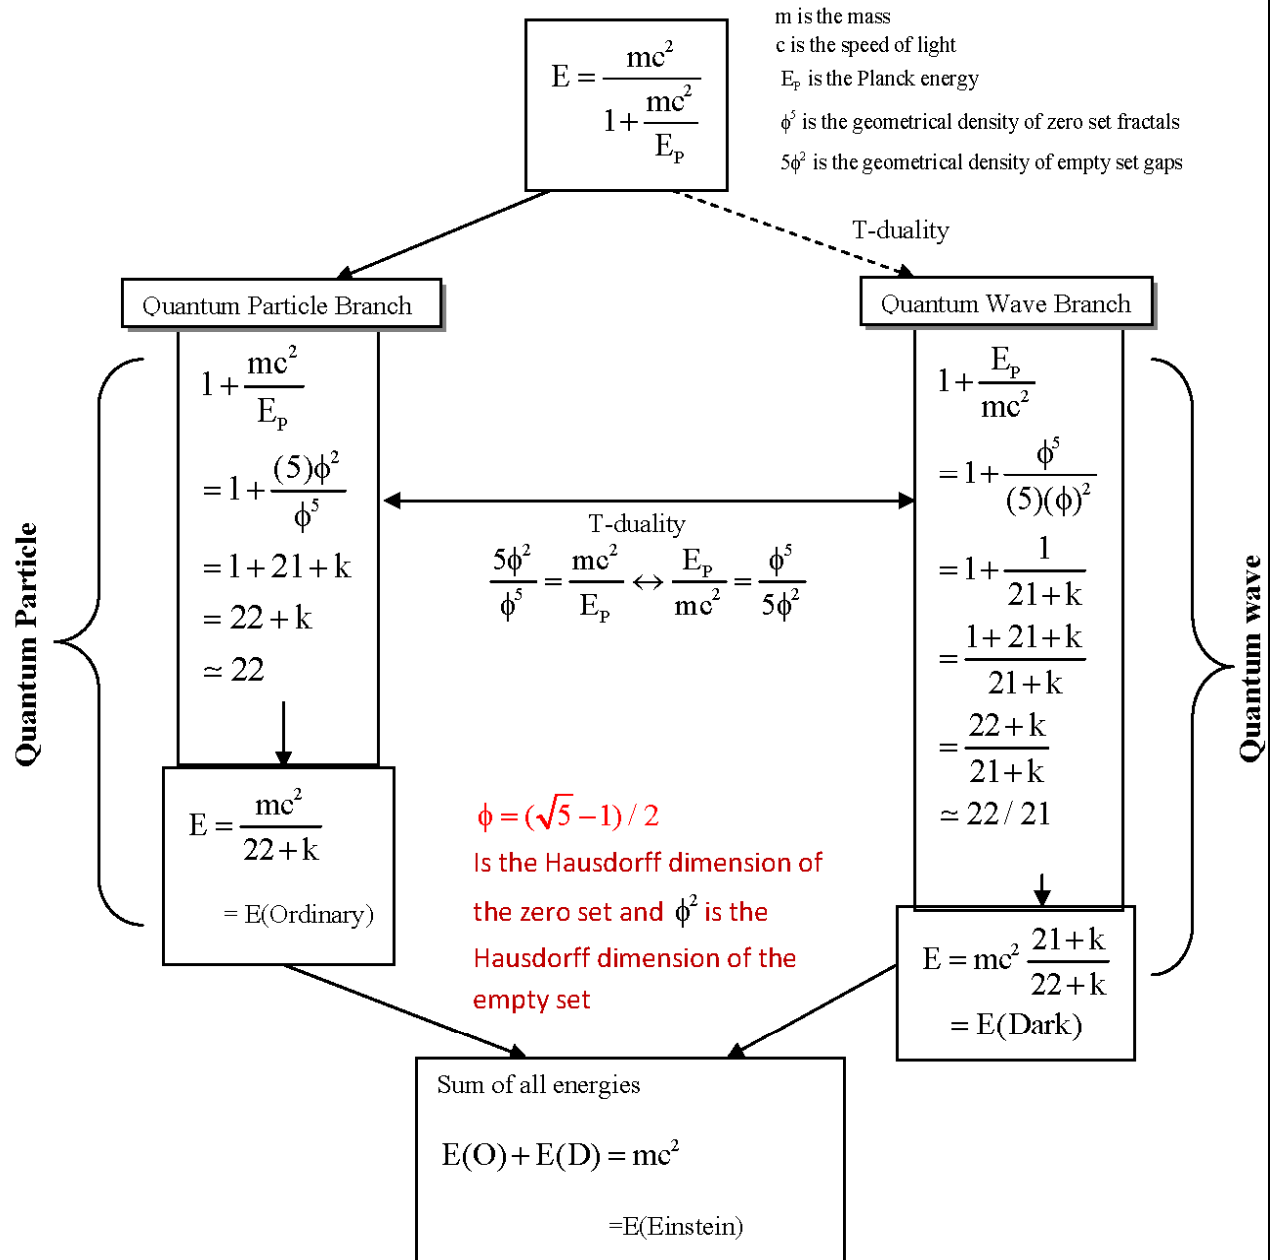 m is the mass
c is the speed of light
E_P is the Planck energy
ϕ⁵ is the geometrical density of zero set fractals
5ϕ² is the geometrical density of empty set gaps
E = mc² / (1 + mc²/E_P)
T-duality
Quantum Particle Branch
Quantum Wave Branch
Quantum Particle
1 + mc²/E_P
= 1 + (5)ϕ²/ϕ⁵
= 1 + 21 + k
= 22 + k
≃ 22
E = mc²/(22 + k)
= E(Ordinary)
T-duality
5ϕ²/ϕ⁵ = mc²/E_P ↔ E_P/mc² = ϕ⁵/5ϕ²
1 + E_P/mc²
= 1 + ϕ⁵/(5)(ϕ)²
= 1 + 1/(21 + k)
= (1 + 21 + k)/(21 + k)
= (22 + k)/(21 + k)
≃ 22 / 21
E = mc² (21 + k)/(22 + k)
= E(Dark)
Quantum wave
ϕ = (√5 −1) / 2
Is the Hausdorff dimension of
the zero set and ϕ² is the
Hausdorff dimension of the
empty set
Sum of all energies
E(O) + E(D) = mc²
=E(Einstein)